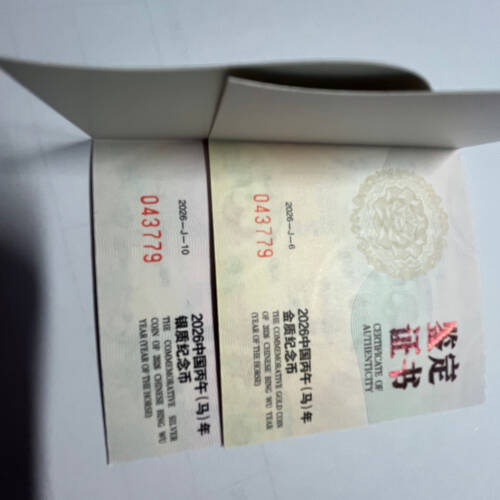 鉴定
证书
CERTIFICATE OF
AUTHENTICITY
2026中国丙午(马)年
金质纪念币
THE COMMEMORATIVE GOLD COIN
OF 2026 CHINESE BING WU YEAR
(YEAR OF THE HORSE)
2026—J—6
043779
2026中国丙午(马)年
银质纪念币
THE COMMEMORATIVE SILVER
COIN OF 2026 CHINESE BING WU
YEAR (YEAR OF THE HORSE)
2026—J—10
043779